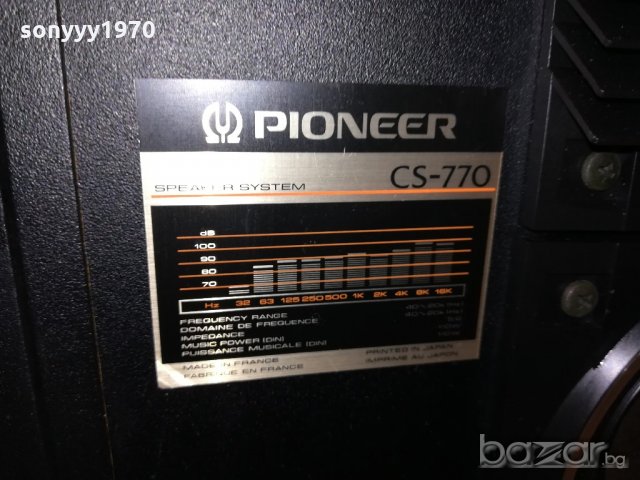 sonyyy1970
PIONEER
SPEAKER SYSTEM
CS-770
dB
100
90
80
70
Hz 32 63 125 250 500 1K 2K 4K 8K 16K
FREQUENCY RANGE
DOMAINE DE FREQUENCE
IMPEDANCE
MUSIC POWER (DIN)
PUISSANCE MUSICALE (DIN)
MADE IN FRANCE
FABRIQUE EN FRANCE
PRINTED IN JAPAN
IMPRIME AU JAPON
bazar.bg